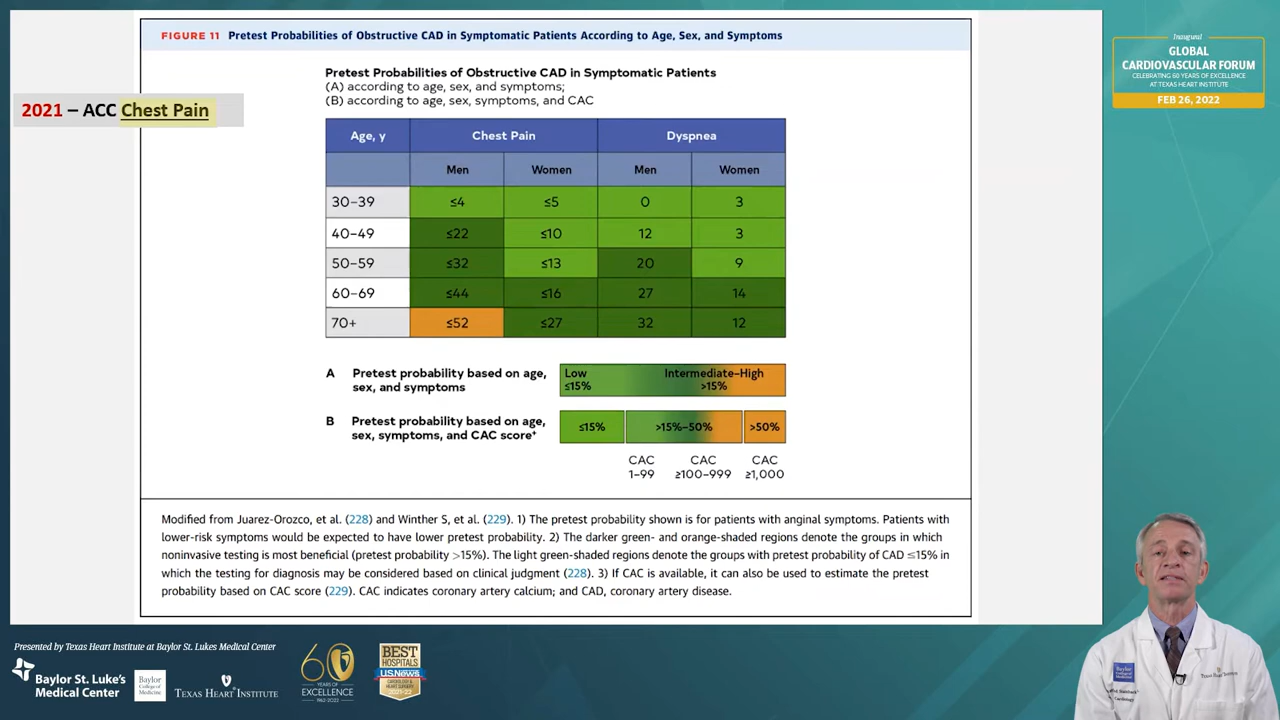 FIGURE 11 Pretest Probabilities of Obstructive CAD in Symptomatic Patients According to Age, Sex, and Symptoms
2021 – ACC Chest Pain
Pretest Probabilities of Obstructive CAD in Symptomatic Patients
(A) according to age, sex, and symptoms;
(B) according to age, sex, symptoms, and CAC
Age, y Chest Pain Dyspnea
Men Women Men Women
30–39 ≤4 ≤5 0 3
40–49 ≤22 ≤10 12 3
50–59 ≤32 ≤13 20 9
60–69 ≤44 ≤16 27 14
70+ ≤52 ≤27 32 12
A Pretest probability based on age,
sex, and symptoms
Low
≤15%
Intermediate–High
>15%
B Pretest probability based on age,
sex, symptoms, and CAC score+
≤15% >15%–50% >50%
CAC CAC CAC
1–99 ≥100–999 ≥1,000
Modified from Juarez-Orozco, et al. (228) and Winther S, et al. (229). 1) The pretest probability shown is for patients with anginal symptoms. Patients with
lower-risk symptoms would be expected to have lower pretest probability. 2) The darker green- and orange-shaded regions denote the groups in which
noninvasive testing is most beneficial (pretest probability >15%). The light green-shaded regions denote the groups with pretest probability of CAD ≤15% in
which the testing for diagnosis may be considered based on clinical judgment (228). 3) If CAC is available, it can also be used to estimate the pretest
probability based on CAC score (229). CAC indicates coronary artery calcium; and CAD, coronary artery disease.
Inaugural
GLOBAL
CARDIOVASCULAR FORUM
CELEBRATING 60 YEARS OF EXCELLENCE
AT TEXAS HEART INSTITUTE
FEB 26, 2022
Presented by Texas Heart Institute at Baylor St. Lukes Medical Center
Baylor St. Luke's
Medical Center
Baylor
College of
Medicine
TEXAS HEART INSTITUTE
60
YEARS OF
EXCELLENCE
1962-2022
BEST
HOSPITALS
U.S. News
CARDIOLOGY &
HEART SURGERY